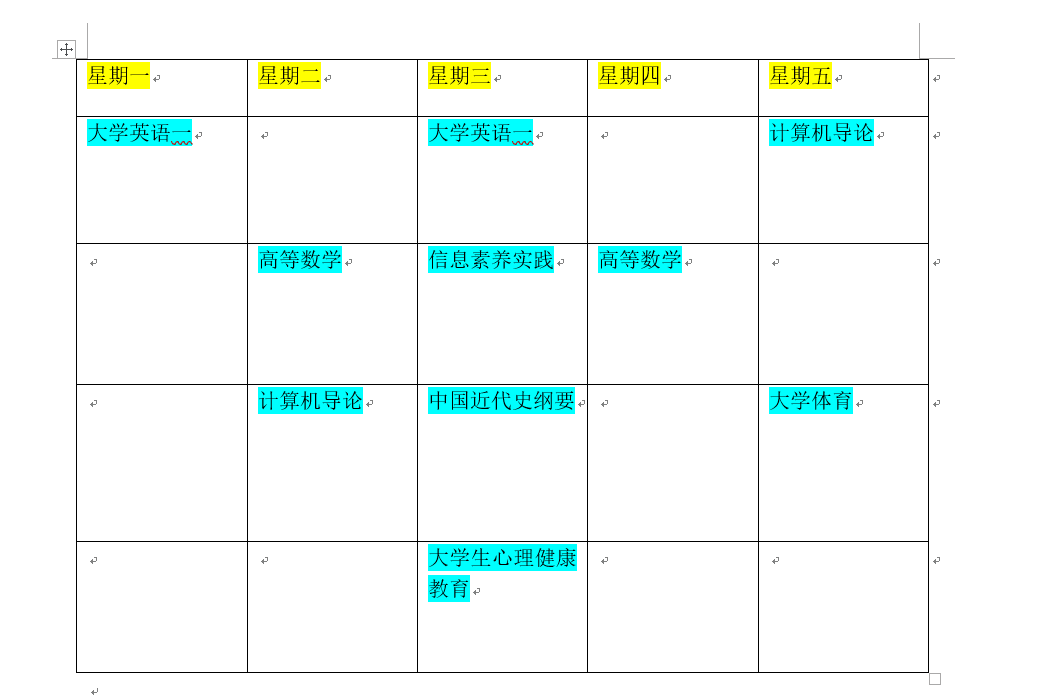 星期一 星期二 星期三 星期四 星期五
大学英语一 大学英语一 计算机导论
高等数学 信息素养实践 高等数学
计算机导论 中国近代史纲要 大学体育
大学生心理健康
教育